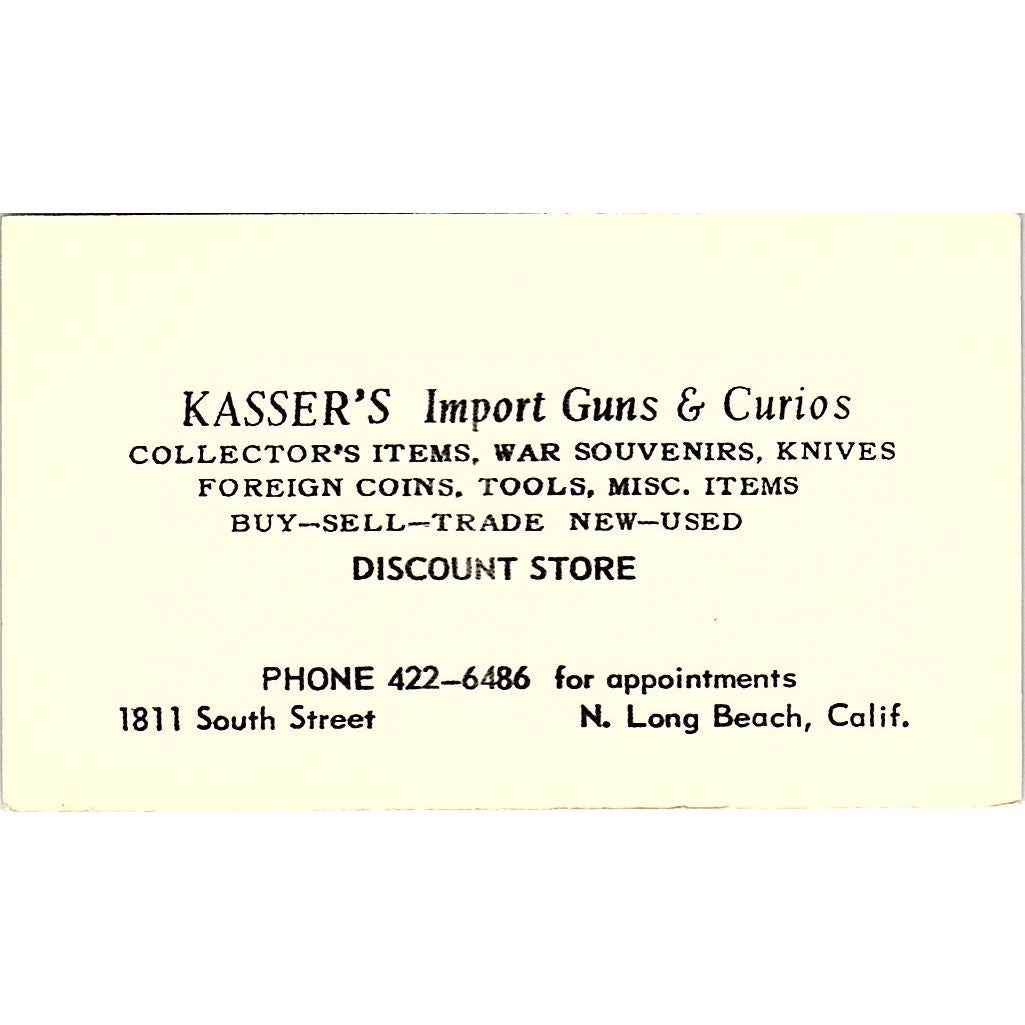 KASSER'S Import Guns & Curios
COLLECTOR'S ITEMS, WAR SOUVENIRS, KNIVES
FOREIGN COINS. TOOLS, MISC. ITEMS
BUY—SELL—TRADE NEW—USED
DISCOUNT STORE
PHONE 422—6486 for appointments
1811 South Street N. Long Beach, Calif.